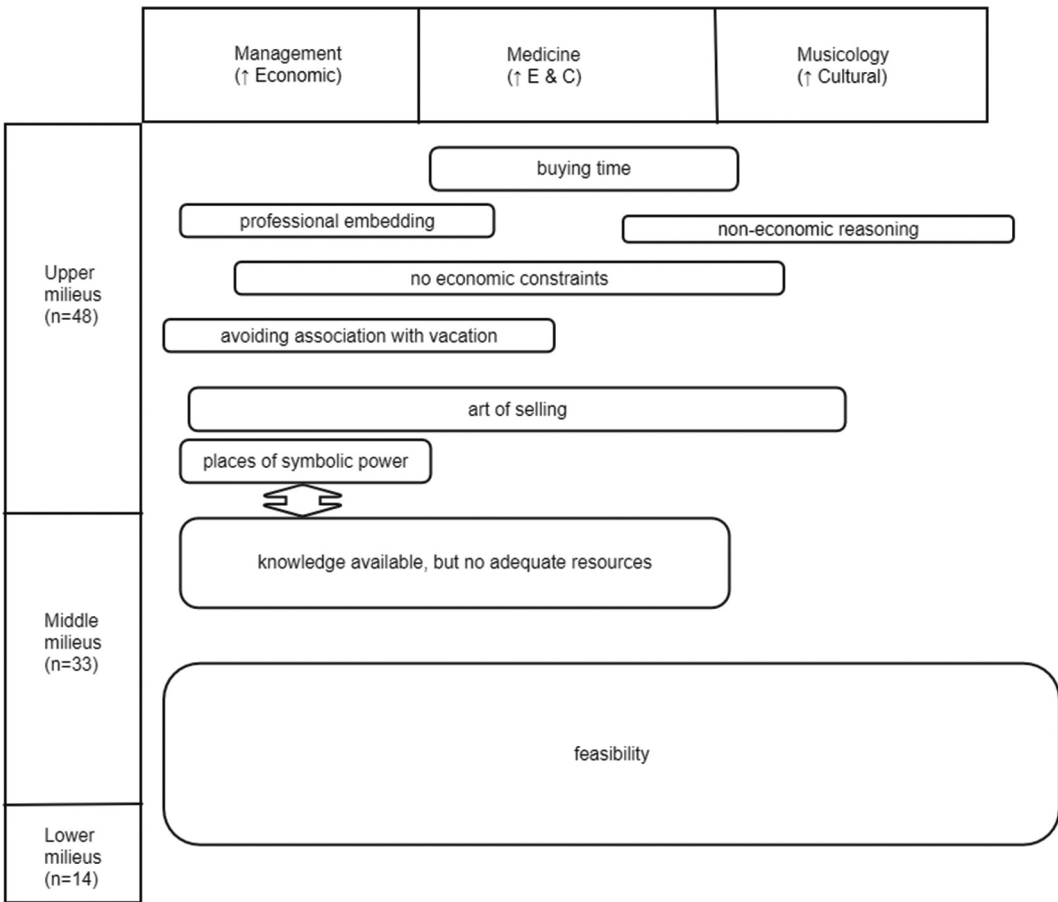 Management
(↑ Economic)
Medicine
(↑ E & C)
Musicology
(↑ Cultural)
buying time
professional embedding
non-economic reasoning
Upper
milieus
(n=48)
no economic constraints
avoiding association with vacation
art of selling
places of symbolic power
knowledge available, but no adequate resources
Middle
milieus
(n=33)
feasibility
Lower
milieus
(n=14)